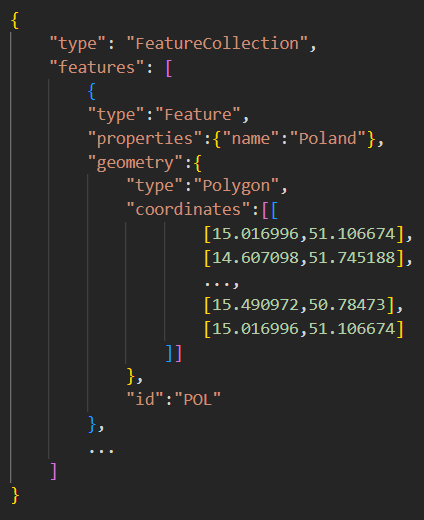 {
"type": "FeatureCollection",
"features": [
{
"type":"Feature",
"properties":{"name":"Poland"},
"geometry":{
"type":"Polygon",
"coordinates":[[
[15.016996,51.106674],
[14.607098,51.745188],
...,
[15.490972,50.78473],
[15.016996,51.106674]
]]
},
"id":"POL"
},
...
]
}